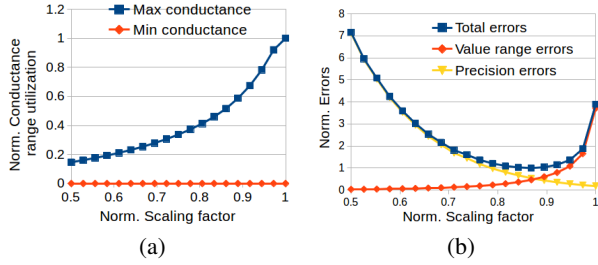 Max conductance
Min conductance
Norm. Conductance
range utilization
1
0.8
0.6
0.4
0.2
0
0.5 0.6 0.7 0.8 0.9 1
Norm. Scaling factor
(a)
Total errors
Value range errors
Precision errors
Norm. Errors
8
7
6
5
4
3
2
1
0
0.5 0.6 0.7 0.8 0.9 1
Norm. Scaling factor
(b)